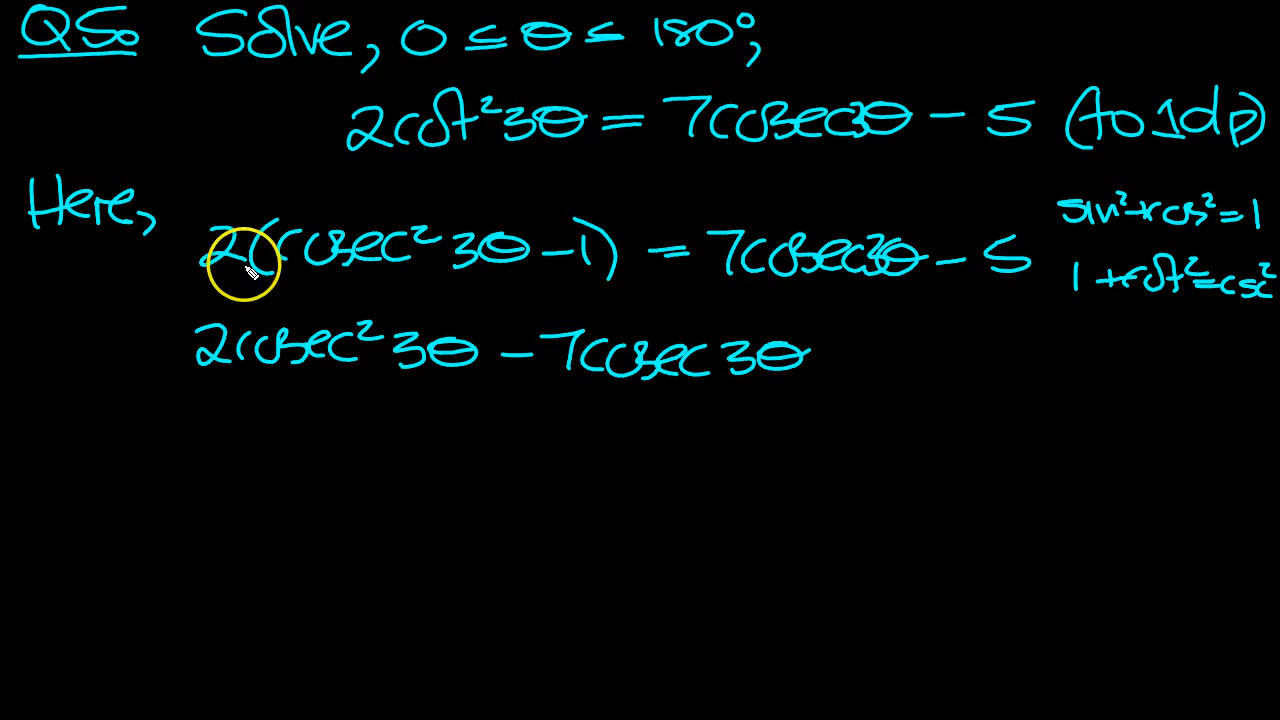 Q5. Solve, 0 ≤ θ ≤ 180°,
2cot²3θ = 7cosec3θ - 5 (to 1dp)
Here,
2(cosec²3θ - 1) = 7cosec3θ - 5
sin²+cos²=1
1+cot²=csc²
2cosec²3θ - 7cosec3θ